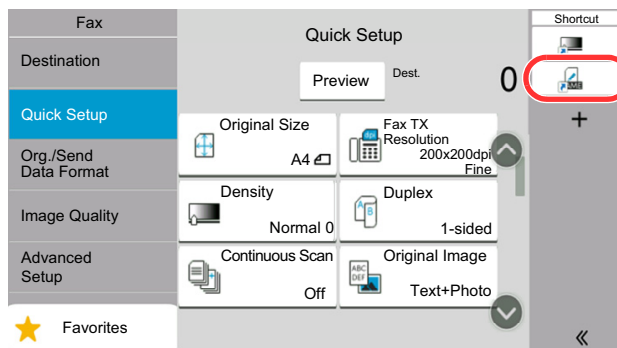 Fax
Quick Setup
Shortcut
Destination
Preview
Dest.
0
Quick Setup
Original Size
A4
Fax TX
Resolution
200x200dpi
Fine
+
Org./Send
Data Format
Density
Normal 0
Duplex
1-sided
Image Quality
Continuous Scan
Off
Original Image
Text+Photo
Advanced
Setup
Favorites